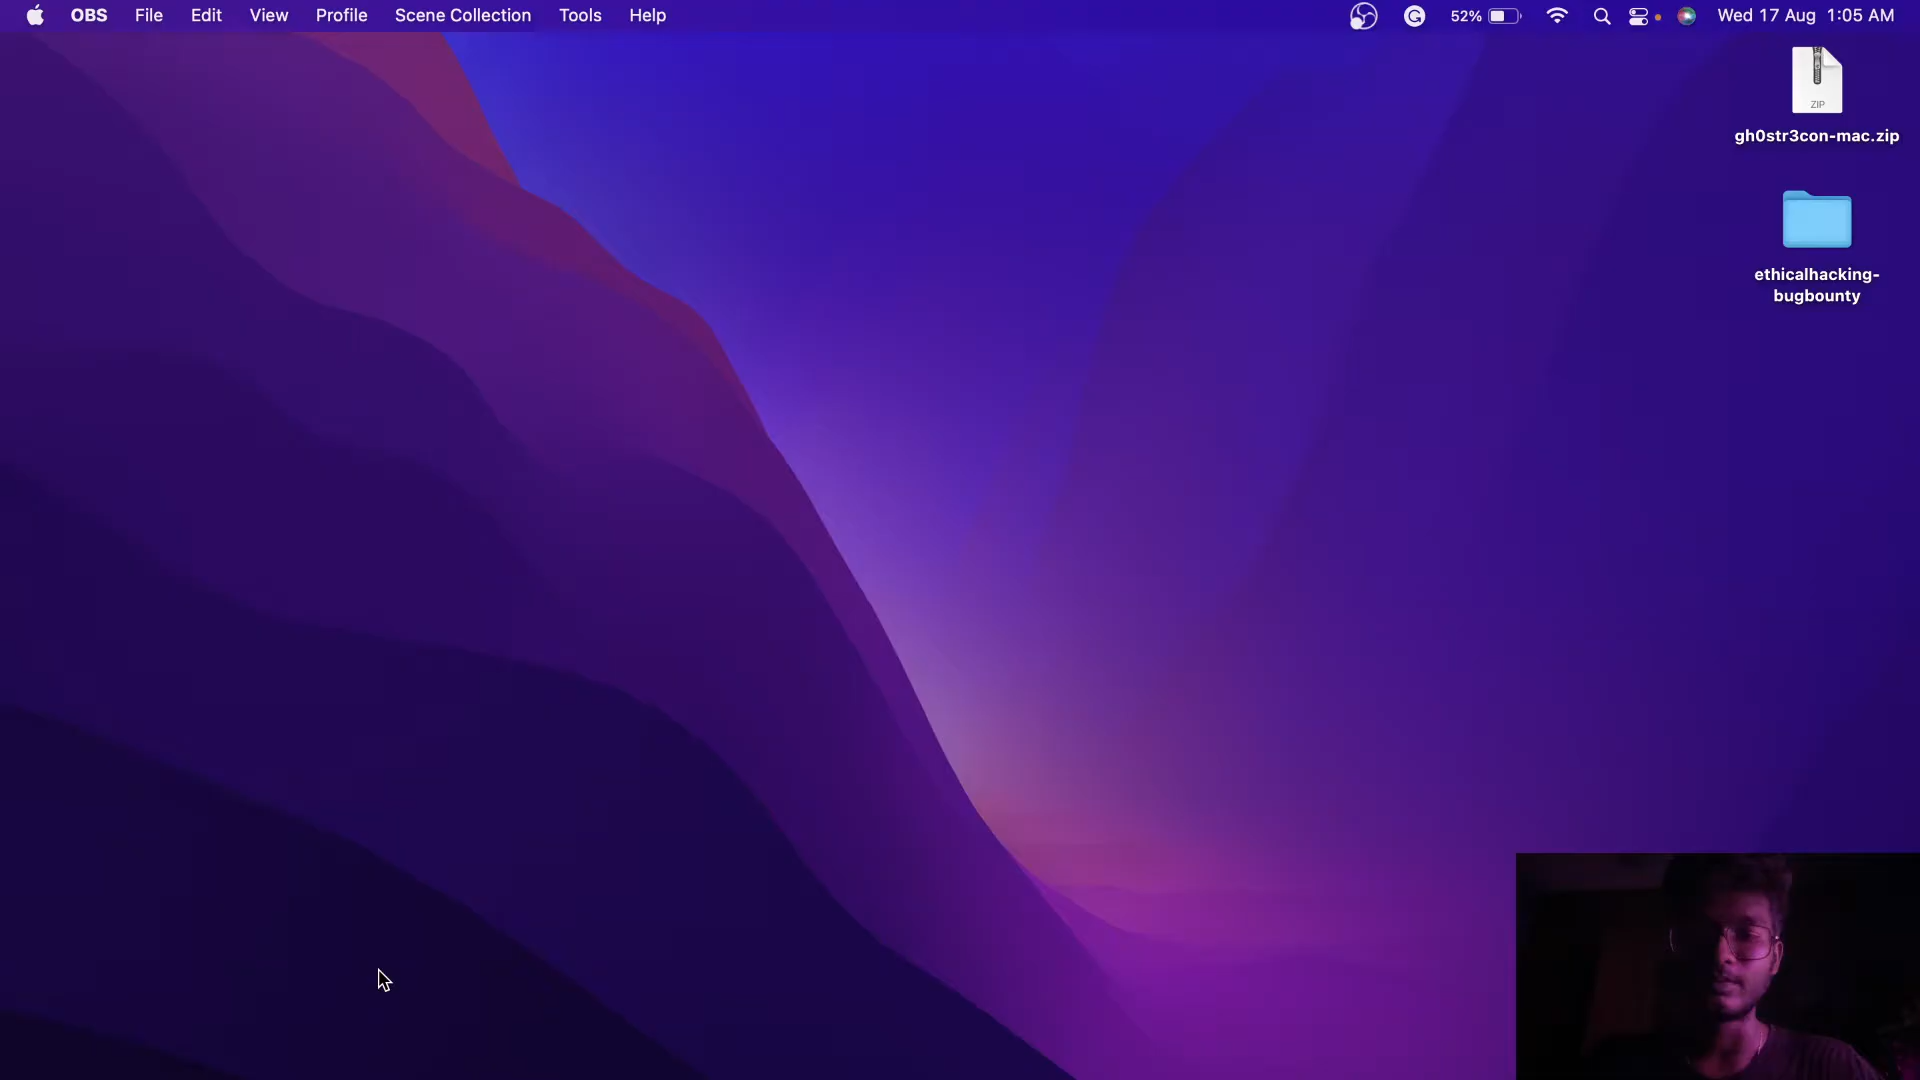 OBS File Edit View Profile Scene Collection Tools Help 52% Wed 17 Aug 1:05 AM
ZIP
gh0str3con-mac.zip
ethicalhacking-
bugbounty